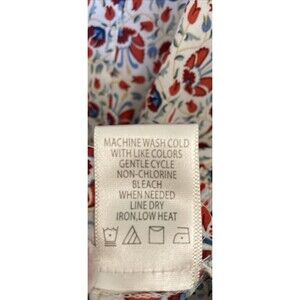 MACHINE WASH COLD
WITH LIKE COLORS
GENTLE CYCLE
NON-CHLORINE
BLEACH
WHEN NEEDED
LINE DRY
IRON,LOW HEAT